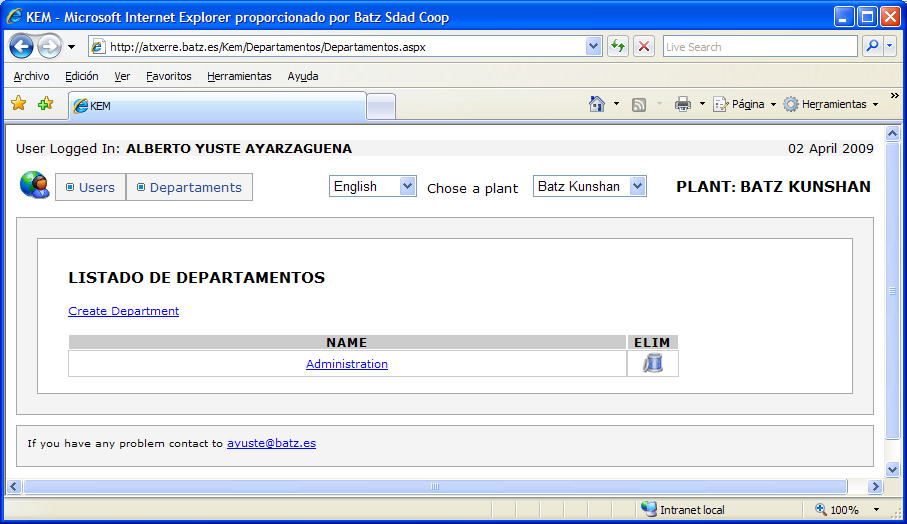 KEM - Microsoft Internet Explorer proporcionado por Batz Sdad Coop
http://atxerre.batz.es/Kem/Departamentos/Departamentos.aspx
Live Search
Archivo Edición Ver Favoritos Herramientas Ayuda
KEM
Página
Herramientas
User Logged In: ALBERTO YUSTE AYARZAGUENA
02 April 2009
Users
Departaments
English
Chose a plant
Batz Kunshan
PLANT: BATZ KUNSHAN
LISTADO DE DEPARTAMENTOS
Create Department
NAME ELIM
Administration
If you have any problem contact to ayuste@batz.es
Intranet local
100%